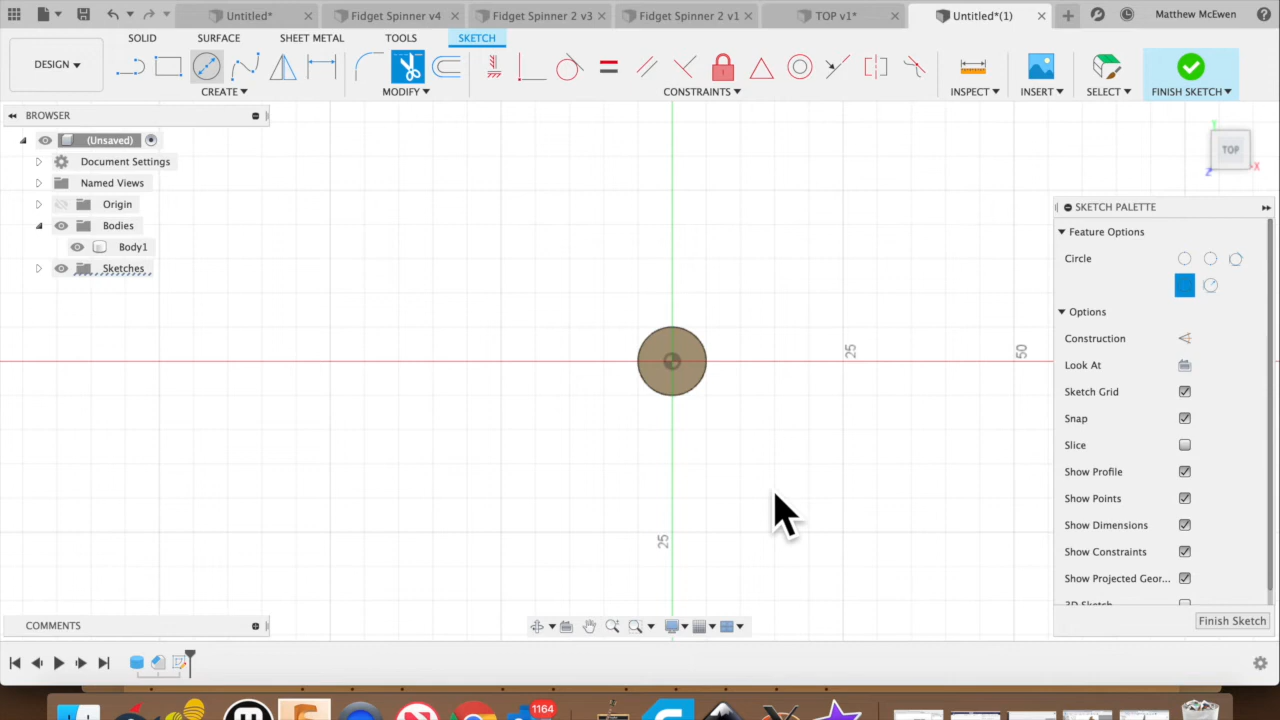 Untitled*
Fidget Spinner v4
Fidget Spinner 2 v3
Fidget Spinner 2 v1
TOP v1*
Untitled*(1)
Matthew McEwen
SOLID
SURFACE
SHEET METAL
TOOLS
SKETCH
DESIGN
CREATE
MODIFY
CONSTRAINTS
INSPECT
INSERT
SELECT
FINISH SKETCH
BROWSER
(Unsaved)
Document Settings
Named Views
Origin
Bodies
Body1
Sketches
Y
TOP
X
Z
25
50
25
SKETCH PALETTE
Feature Options
Circle
Options
Construction
Look At
Sketch Grid
Snap
Slice
Show Profile
Show Points
Show Dimensions
Show Constraints
Show Projected Geor...
3D Sketch
Finish Sketch
COMMENTS
1164